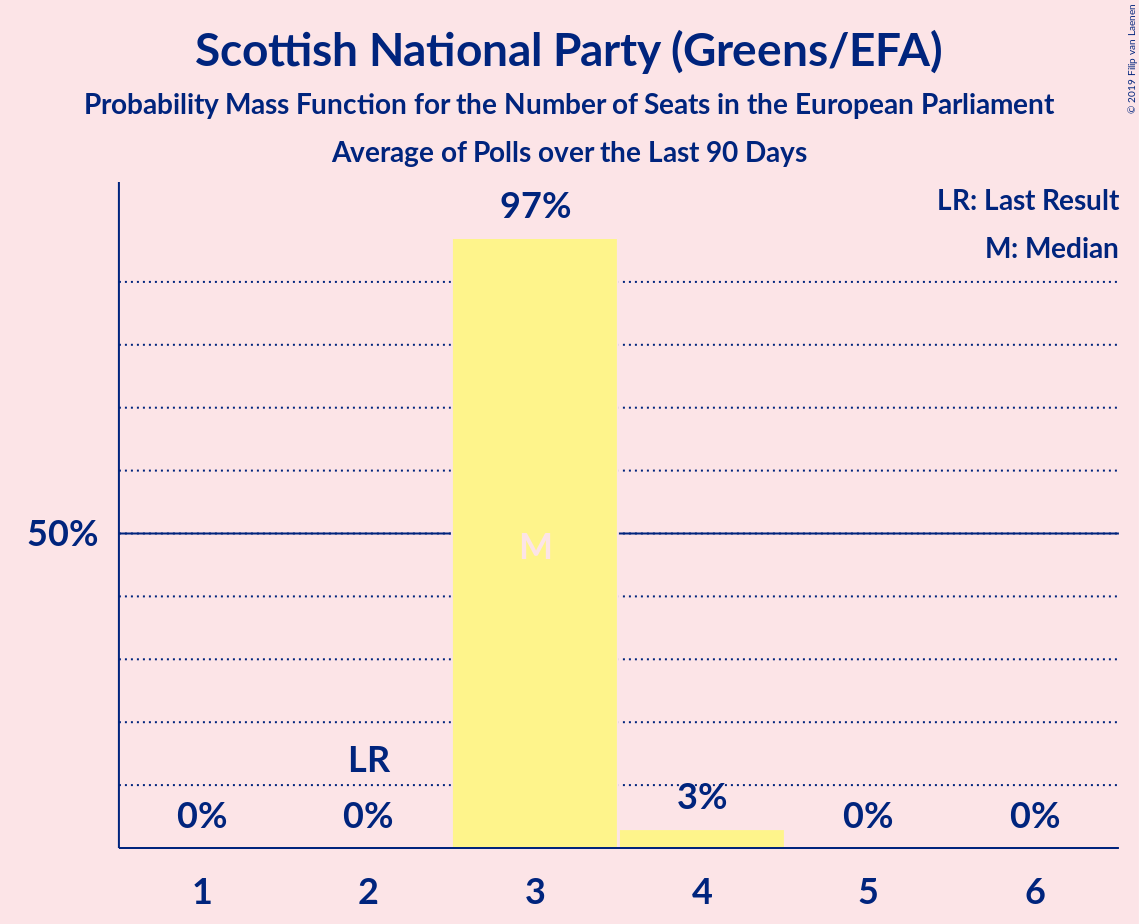 Scottish National Party (Greens/EFA)
Probability Mass Function for the Number of Seats in the European Parliament
Average of Polls over the Last 90 Days
© 2019 Filip van Laenen
LR: Last Result
M: Median
97%
50%
M
LR
0% 0% 3% 0% 0%
1 2 3 4 5 6